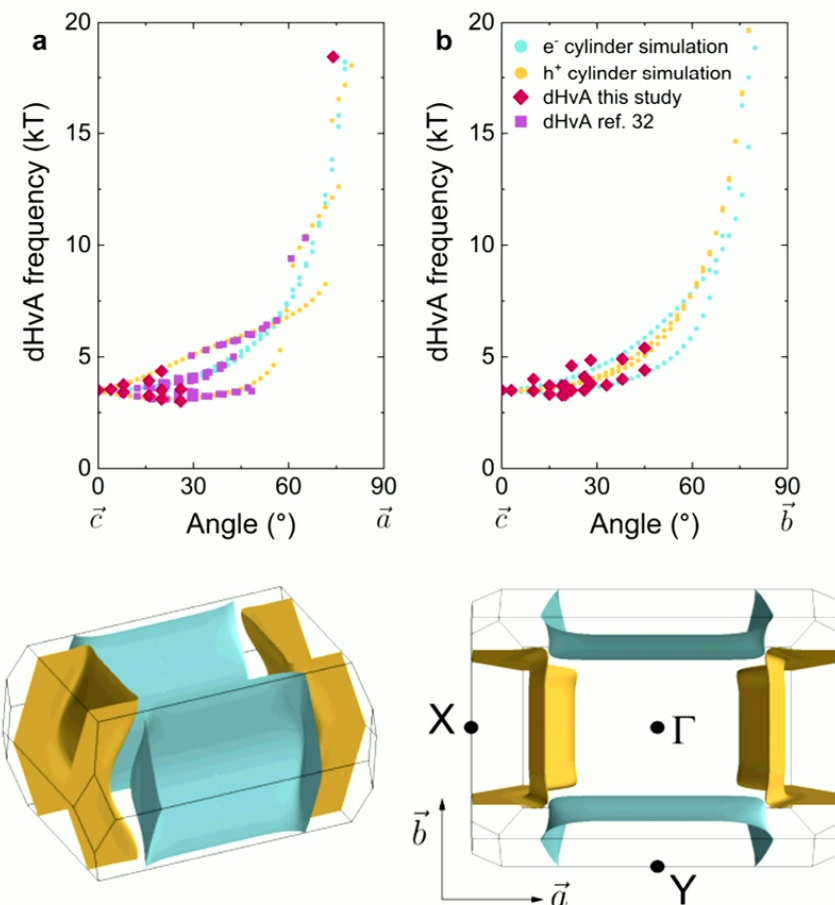 a
20
15
10
5
0
dHvA frequency (kT)
0 30 60 90
c⃗ Angle (°) a⃗
b
e⁻ cylinder simulation
h⁺ cylinder simulation
dHvA this study
dHvA ref. 32
20
15
10
5
0
dHvA frequency (kT)
0 30 60 90
c⃗ Angle (°) b⃗
X
Γ
b⃗
a⃗
Y